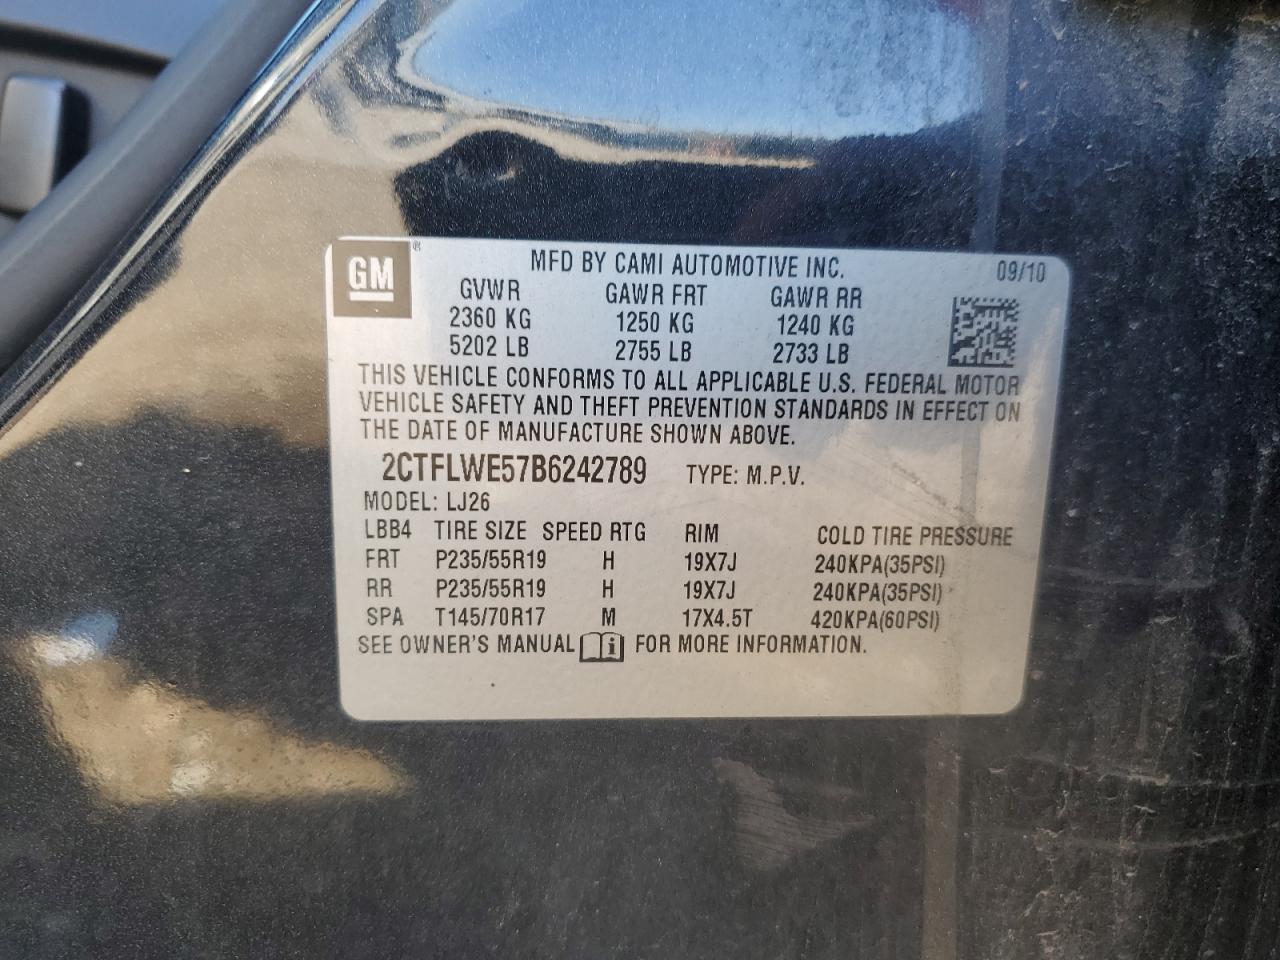 GM ®
MFD BY CAMI AUTOMOTIVE INC. 09/10
GVWR GAWR FRT GAWR RR
2360 KG 1250 KG 1240 KG
5202 LB 2755 LB 2733 LB
THIS VEHICLE CONFORMS TO ALL APPLICABLE U.S. FEDERAL MOTOR
VEHICLE SAFETY AND THEFT PREVENTION STANDARDS IN EFFECT ON
THE DATE OF MANUFACTURE SHOWN ABOVE.
2CTFLWE57B6242789 TYPE: M.P.V.
MODEL: LJ26
LBB4 TIRE SIZE SPEED RTG RIM COLD TIRE PRESSURE
FRT P235/55R19 H 19X7J 240KPA(35PSI)
RR P235/55R19 H 19X7J 240KPA(35PSI)
SPA T145/70R17 M 17X4.5T 420KPA(60PSI)
SEE OWNER'S MANUAL i FOR MORE INFORMATION.